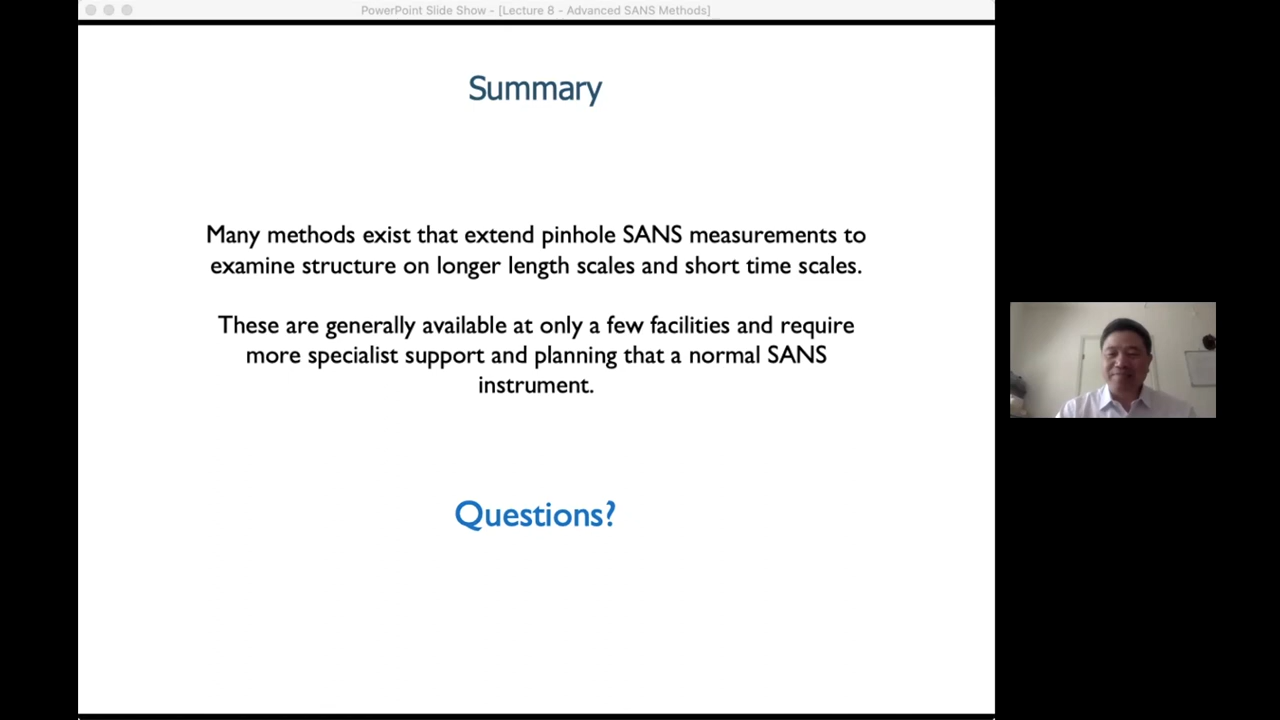 PowerPoint Slide Show - [Lecture 8 - Advanced SANS Methods]
Summary
Many methods exist that extend pinhole SANS measurements to
examine structure on longer length scales and short time scales.
These are generally available at only a few facilities and require
more specialist support and planning that a normal SANS
instrument.
Questions?